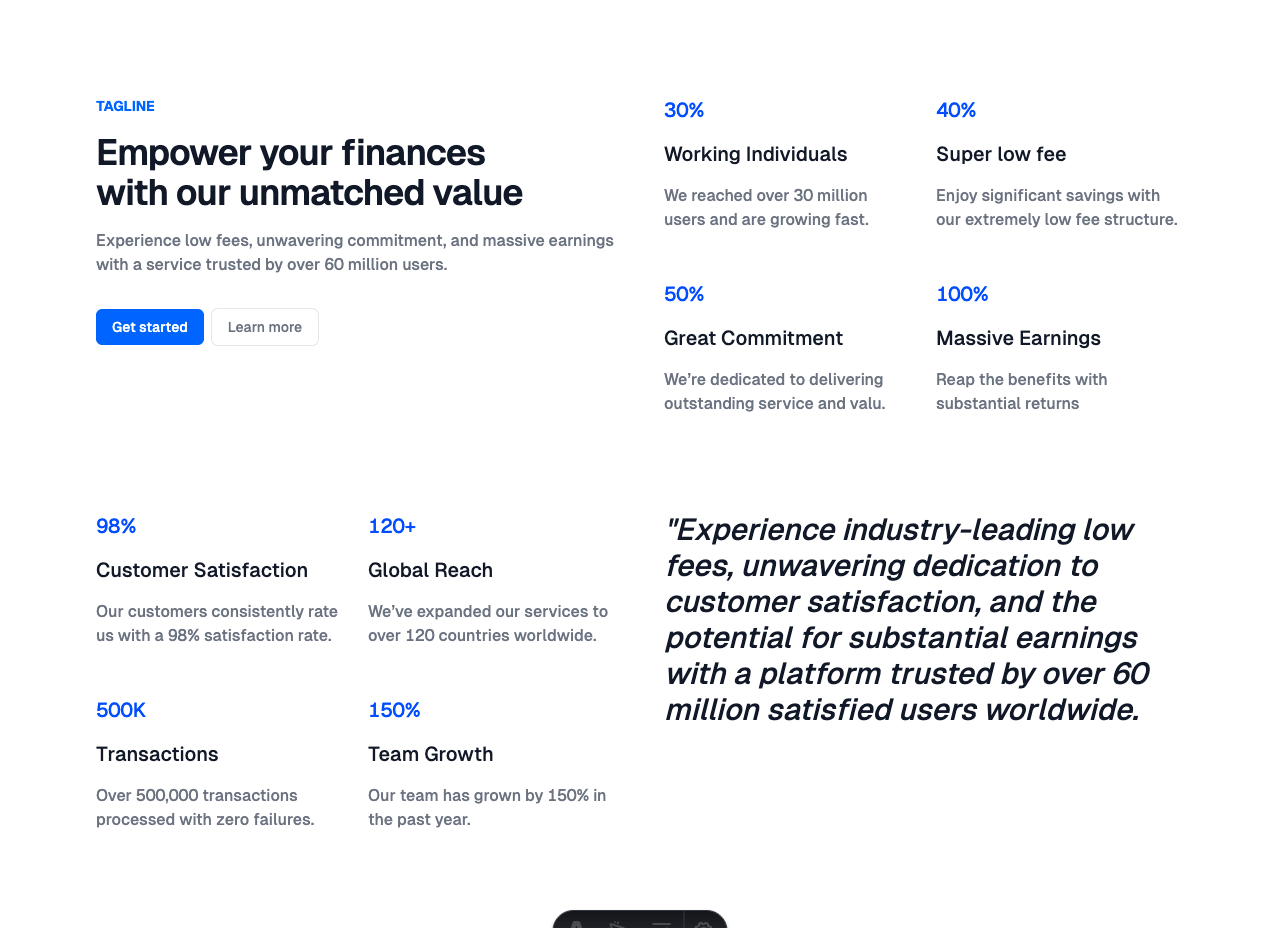 TAGLINE
Empower your finances
with our unmatched value
Experience low fees, unwavering commitment, and massive earnings
with a service trusted by over 60 million users.
Get started
Learn more
30%
Working Individuals
We reached over 30 million
users and are growing fast.
40%
Super low fee
Enjoy significant savings with
our extremely low fee structure.
50%
Great Commitment
We’re dedicated to delivering
outstanding service and valu.
100%
Massive Earnings
Reap the benefits with
substantial returns
98%
Customer Satisfaction
Our customers consistently rate
us with a 98% satisfaction rate.
120+
Global Reach
We’ve expanded our services to
over 120 countries worldwide.
500K
Transactions
Over 500,000 transactions
processed with zero failures.
150%
Team Growth
Our team has grown by 150% in
the past year.
"Experience industry-leading low
fees, unwavering dedication to
customer satisfaction, and the
potential for substantial earnings
with a platform trusted by over 60
million satisfied users worldwide.